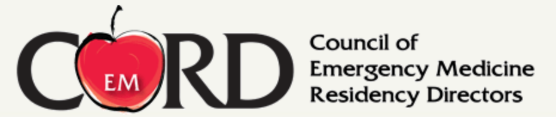 CORD
EM
Council of
Emergency Medicine
Residency Directors